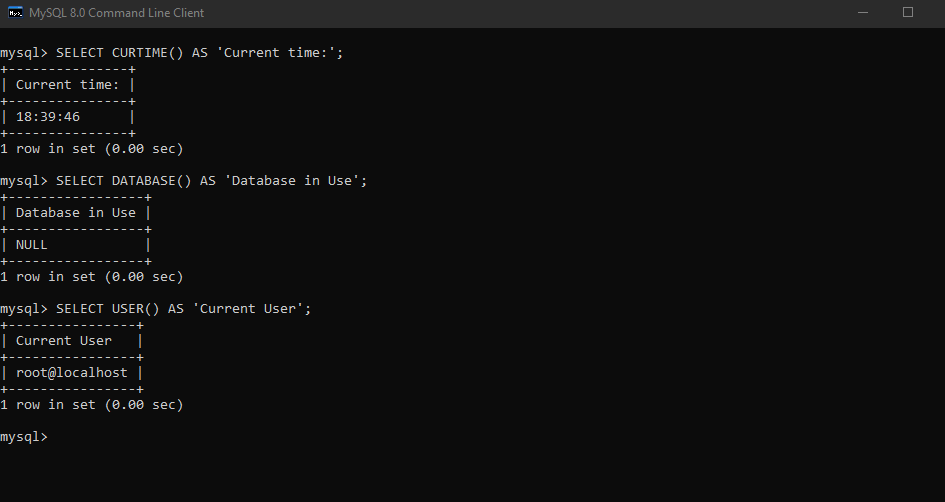 MySQL 8.0 Command Line Client
mysql> SELECT CURTIME() AS 'Current time:';
+---------------+
| Current time: |
+---------------+
| 18:39:46      |
+---------------+
1 row in set (0.00 sec)
mysql> SELECT DATABASE() AS 'Database in Use';
+-----------------+
| Database in Use |
+-----------------+
| NULL            |
+-----------------+
1 row in set (0.00 sec)
mysql> SELECT USER() AS 'Current User';
+----------------+
| Current User   |
+----------------+
| root@localhost |
+----------------+
1 row in set (0.00 sec)
mysql>